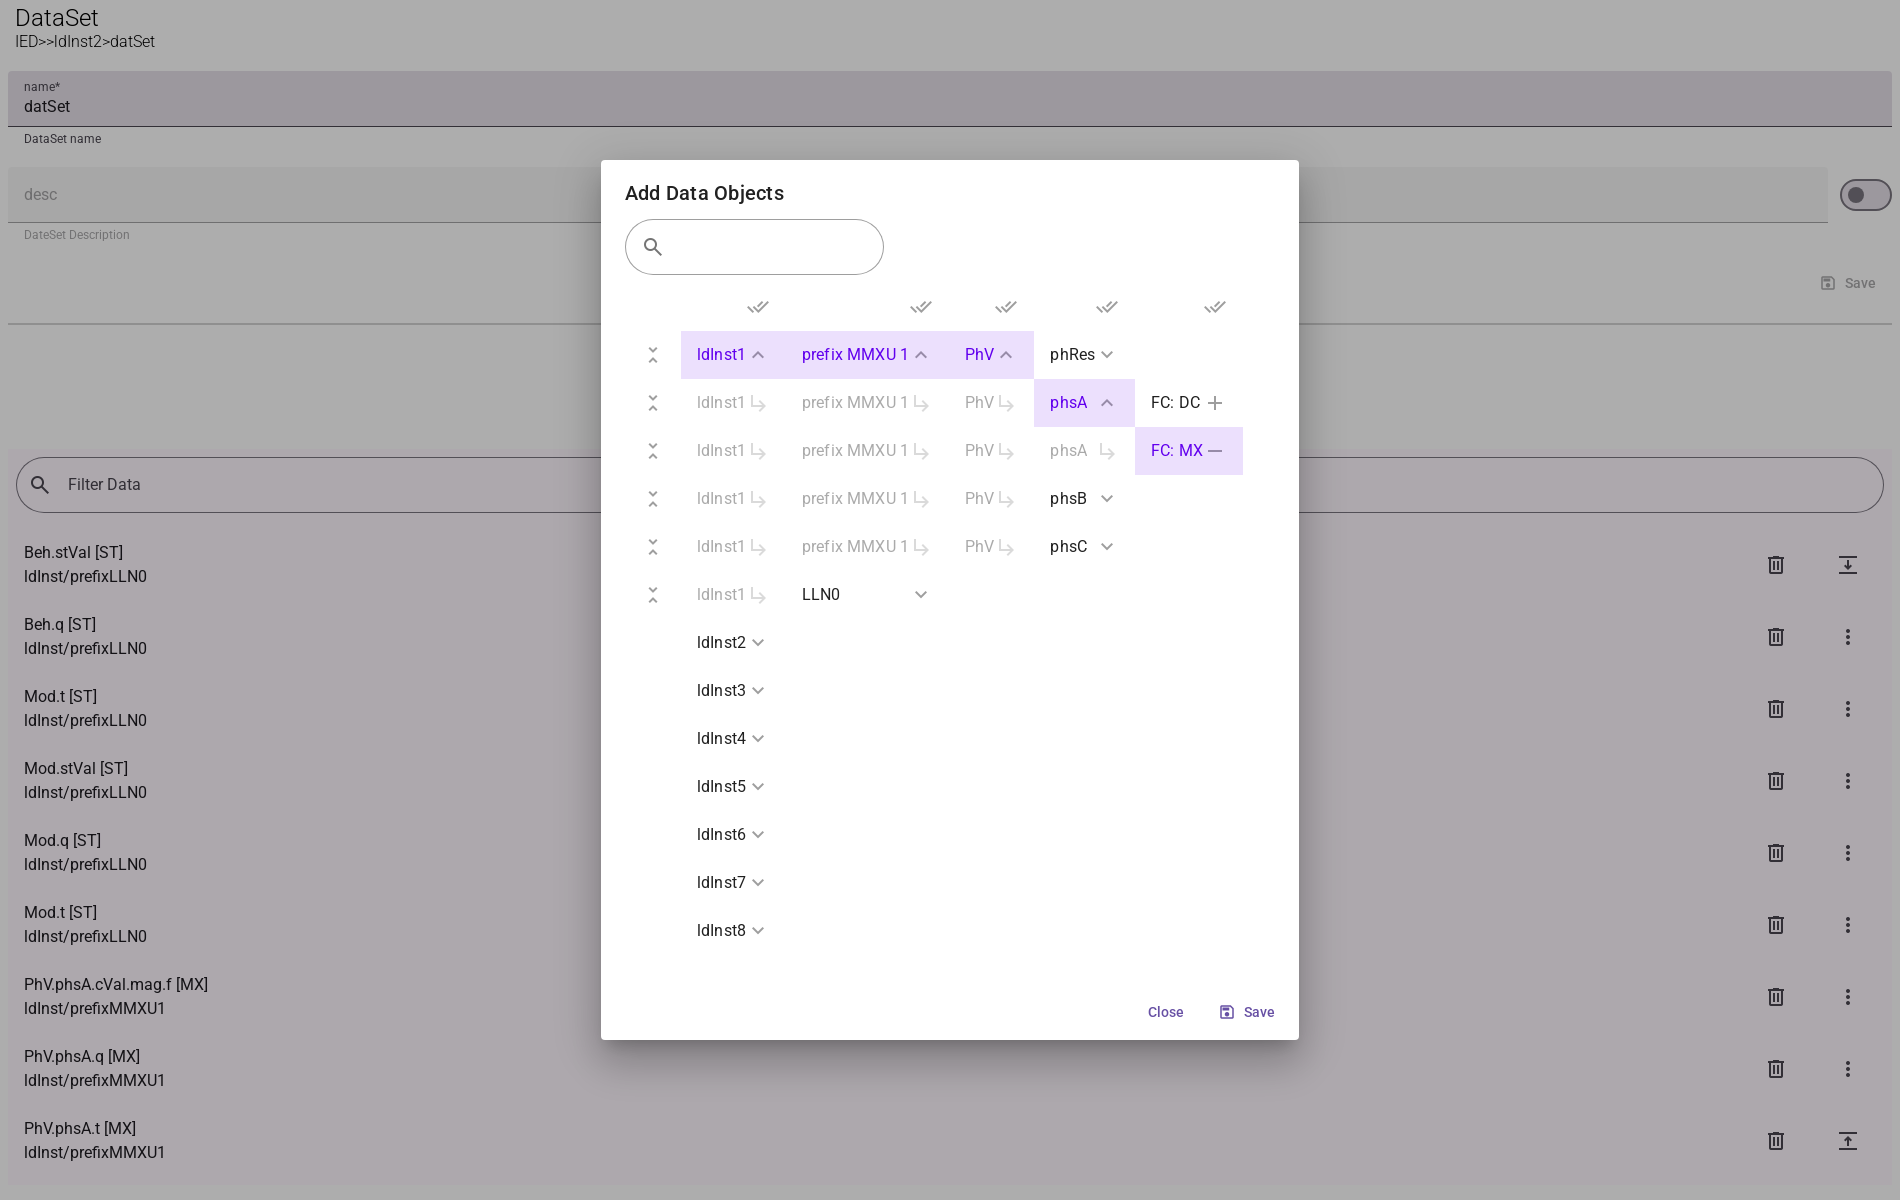 DataSet
IED>>ldInst2>datSet
name*
datSet
DataSet name
desc
DateSet Description
Save
Filter Data
Beh.stVal [ST]
ldInst/prefixLLN0
Beh.q [ST]
ldInst/prefixLLN0
Mod.t [ST]
ldInst/prefixLLN0
Mod.stVal [ST]
ldInst/prefixLLN0
Mod.q [ST]
ldInst/prefixLLN0
Mod.t [ST]
ldInst/prefixLLN0
PhV.phsA.cVal.mag.f [MX]
ldInst/prefixMMXU1
PhV.phsA.q [MX]
ldInst/prefixMMXU1
PhV.phsA.t [MX]
ldInst/prefixMMXU1
Add Data Objects
ldInst1 prefix MMXU 1 PhV phRes
ldInst1 prefix MMXU 1 PhV phsA FC: DC
ldInst1 prefix MMXU 1 PhV phsA FC: MX
ldInst1 prefix MMXU 1 PhV phsB
ldInst1 prefix MMXU 1 PhV phsC
ldInst1 LLN0
ldInst2
ldInst3
ldInst4
ldInst5
ldInst6
ldInst7
ldInst8
Close Save